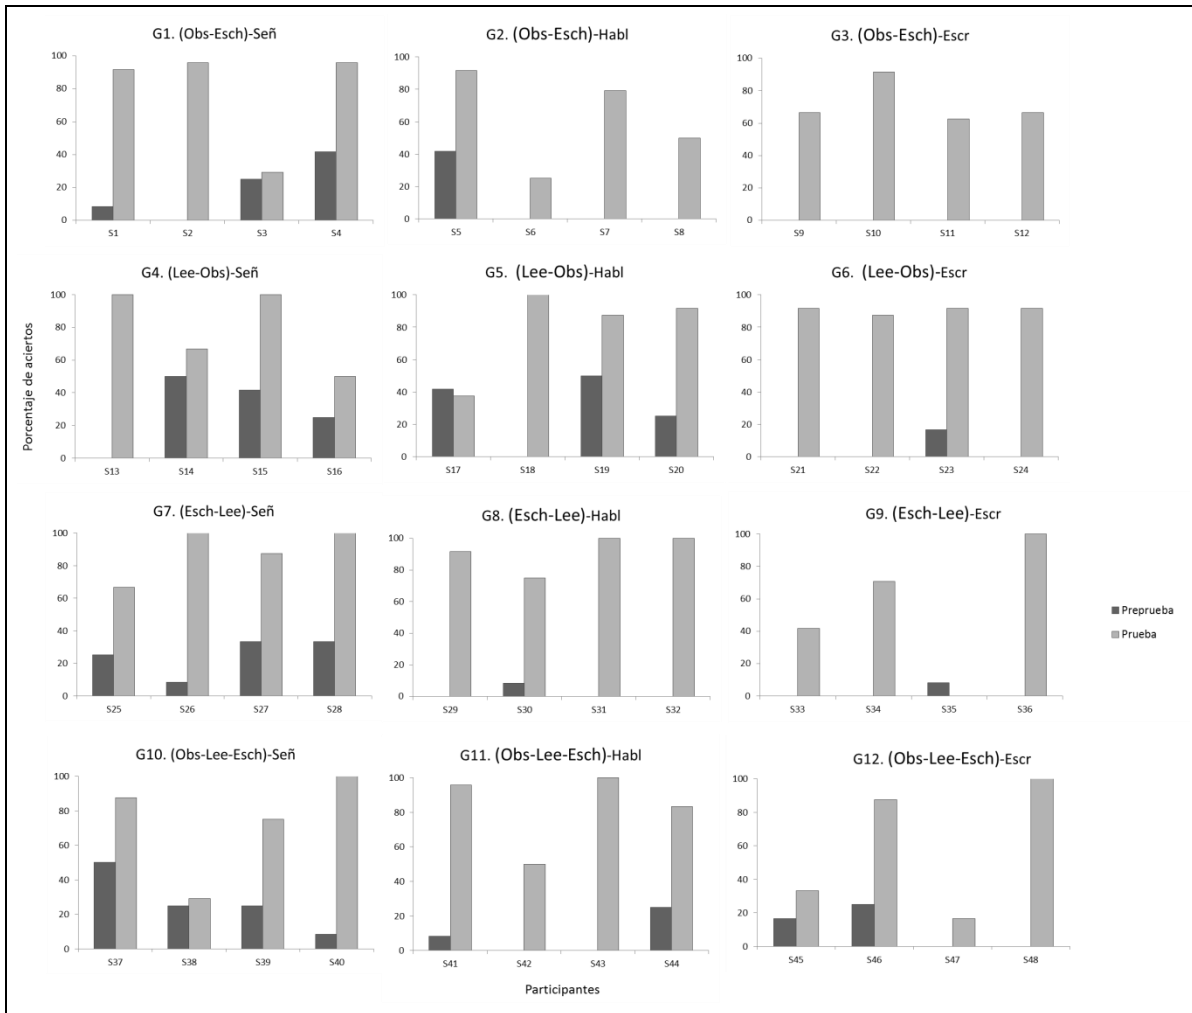 G1. (Obs-Esch)-Señ
100
80
60
40
20
0
S1 S2 S3 S4
G2. (Obs-Esch)-Habl
100
80
60
40
20
0
S5 S6 S7 S8
G3. (Obs-Esch)-Escr
100
80
60
40
20
0
S9 S10 S11 S12
Porcentaje de aciertos
G4. (Lee-Obs)-Señ
100
80
60
40
20
0
S13 S14 S15 S16
G5. (Lee-Obs)-Habl
100
80
60
40
20
0
S17 S18 S19 S20
G6. (Lee-Obs)-Escr
100
80
60
40
20
0
S21 S22 S23 S24
G7. (Esch-Lee)-Señ
100
80
60
40
20
0
S25 S26 S27 S28
G8. (Esch-Lee)-Habl
100
80
60
40
20
0
S29 S30 S31 S32
G9. (Esch-Lee)-Escr
100
80
60
40
20
0
S33 S34 S35 S36
Preprueba
Prueba
G10. (Obs-Lee-Esch)-Señ
100
80
60
40
20
0
S37 S38 S39 S40
G11. (Obs-Lee-Esch)-Habl
100
80
60
40
20
0
S41 S42 S43 S44
G12. (Obs-Lee-Esch)-Escr
100
80
60
40
20
0
S45 S46 S47 S48
Participantes